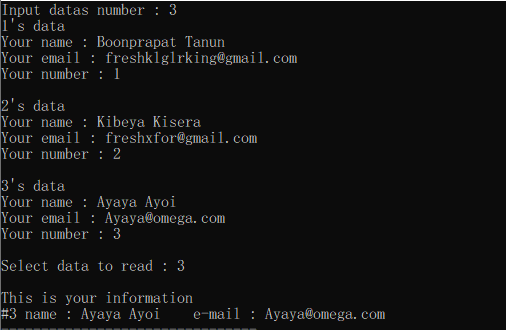 Input datas number : 3
1's data
Your name : Boonprapat Tanun
Your email : freshklglrking@gmail.com
Your number : 1
2's data
Your name : Kibeya Kisera
Your email : freshxfor@gmail.com
Your number : 2
3's data
Your name : Ayaya Ayoi
Your email : Ayaya@omega.com
Your number : 3
Select data to read : 3
This is your information
#3 name : Ayaya Ayoi    e-mail : Ayaya@omega.com
--------------------------------